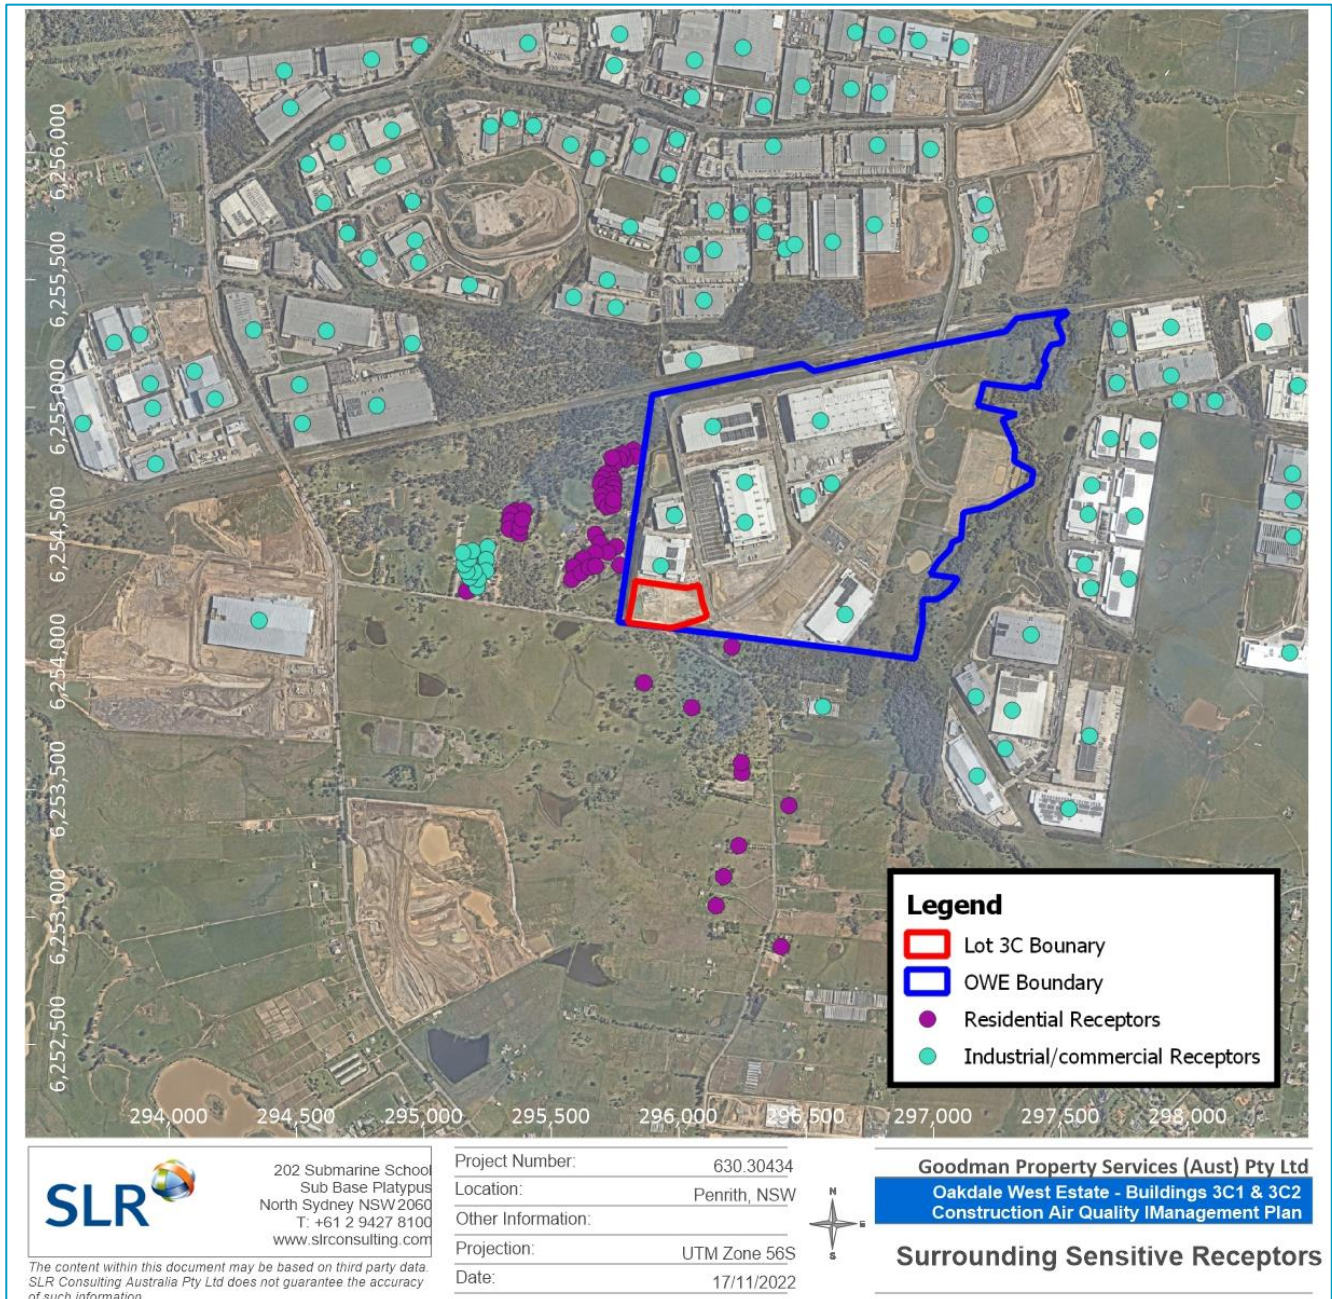 6,256,000
6,255,500
6,255,000
6,254,500
6,254,000
6,253,500
6,253,000
6,252,500
294,000 294,500 295,000 295,500 296,000 296,500 297,000 297,500 298,000
Legend
Lot 3C Bounary
OWE Boundary
Residential Receptors
Industrial/commercial Receptors
SLR
202 Submarine School
Sub Base Platypus
North Sydney NSW 2060
T: +61 2 9427 8100
www.slrconsulting.com
The content within this document may be based on third party data.
SLR Consulting Australia Pty Ltd does not guarantee the accuracy
of such information
Project Number: 630.30434
Location: Penrith, NSW
Other Information:
Projection: UTM Zone 56S
Date: 17/11/2022
N
E
S
Goodman Property Services (Aust) Pty Ltd
Oakdale West Estate - Buildings 3C1 & 3C2
Construction Air Quality IManagement Plan
Surrounding Sensitive Receptors